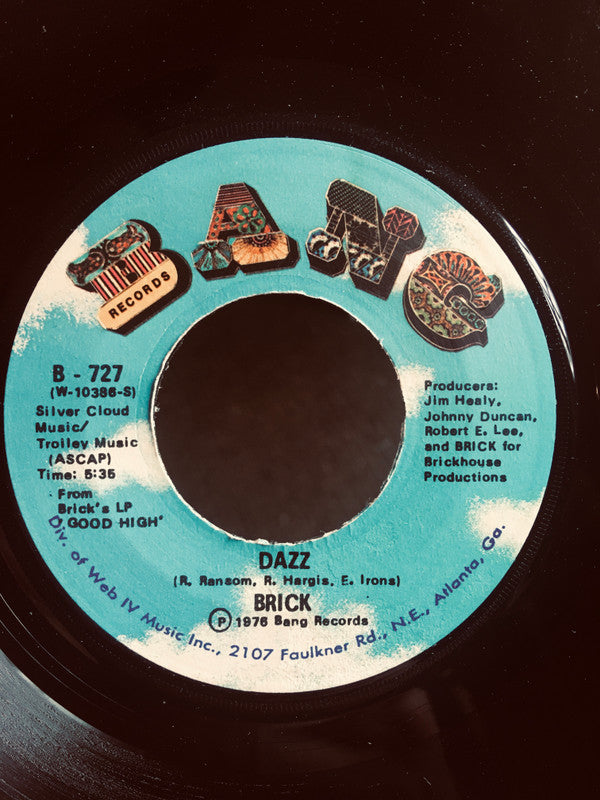 BANG
RECORDS
B - 727
(W-10386-S)
Silver Cloud
Music/
Trolley Music
(ASCAP)
Time: 5:35
From
Brick's LP
'GOOD HIGH'
Producers:
Jim Healy,
Johnny Duncan,
Robert E. Lee,
and BRICK for
Brickhouse
Productions
DAZZ
(R. Ransom, R. Hargis, E. Irons)
BRICK
Ⓟ 1976 Bang Records
Div. of Web IV Music Inc., 2107 Faulkner Rd., N.E., Atlanta, Ga.